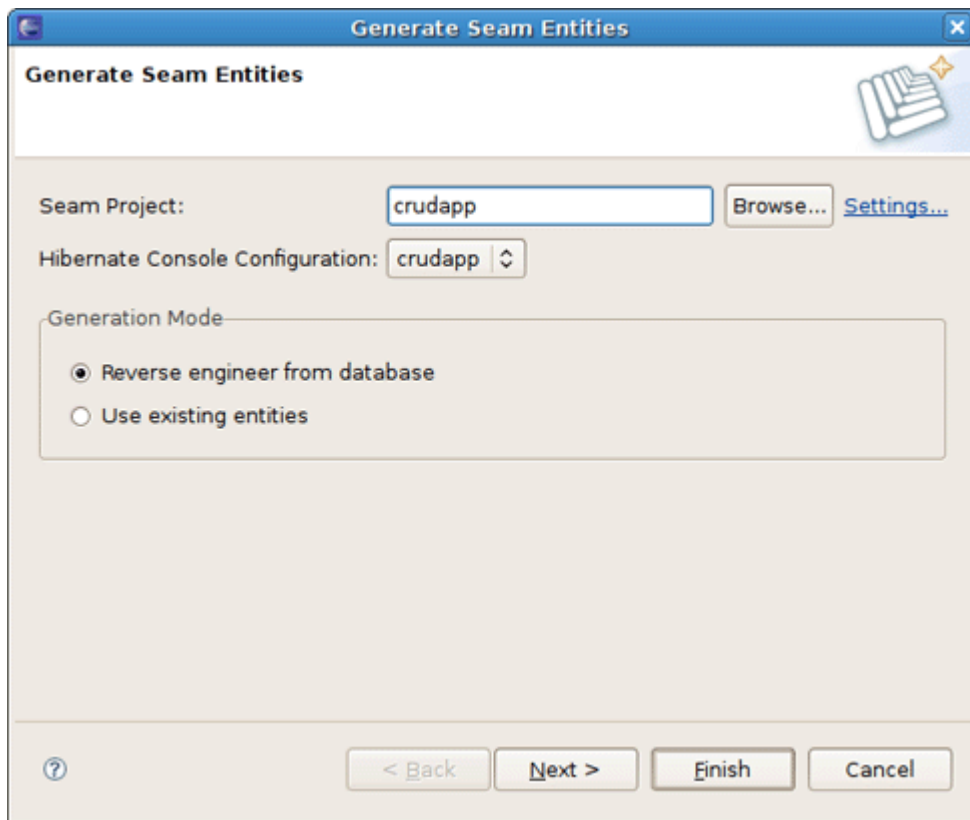 Generate Seam Entities
Generate Seam Entities
Seam Project: crudapp Browse... Settings...
Hibernate Console Configuration: crudapp
Generation Mode
Reverse engineer from database
Use existing entities
? < Back Next > Finish Cancel